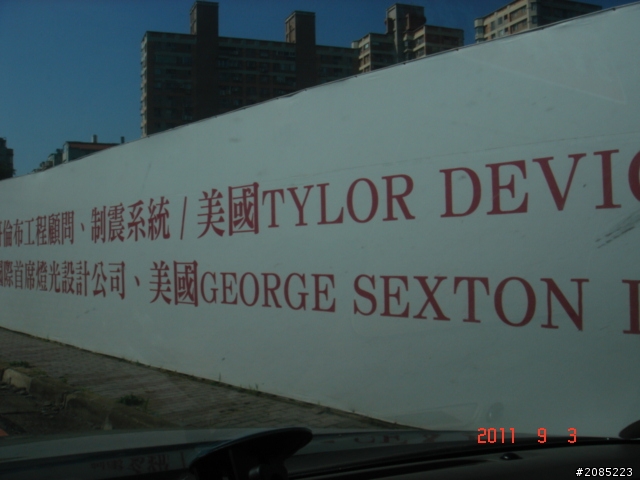 倫布工程顧問、制震系統 / 美國TYLOR DEVIC
國際首席燈光設計公司、美國GEORGE SEXTON
2011 9 3
#2085223